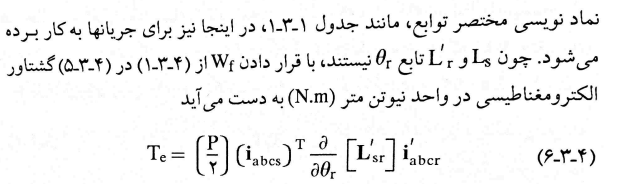 نماد نویسی مختصر توابع، مانند جدول ۱-۳-۱، در اینجا نیز برای جریانها به کار برده
می‌شود. چون Ls و L′r تابع θr نیستند، با قرار دادن Wf از (۴-۳-۱) در (۴-۳-۵) گشتاور
الکترومغناطیسی در واحد نیوتن متر (N.m) به دست می‌آید
Te = (P/۲) (iabcs)^T ∂/∂θr [L′sr] i′abcr (۴-۳-۶)